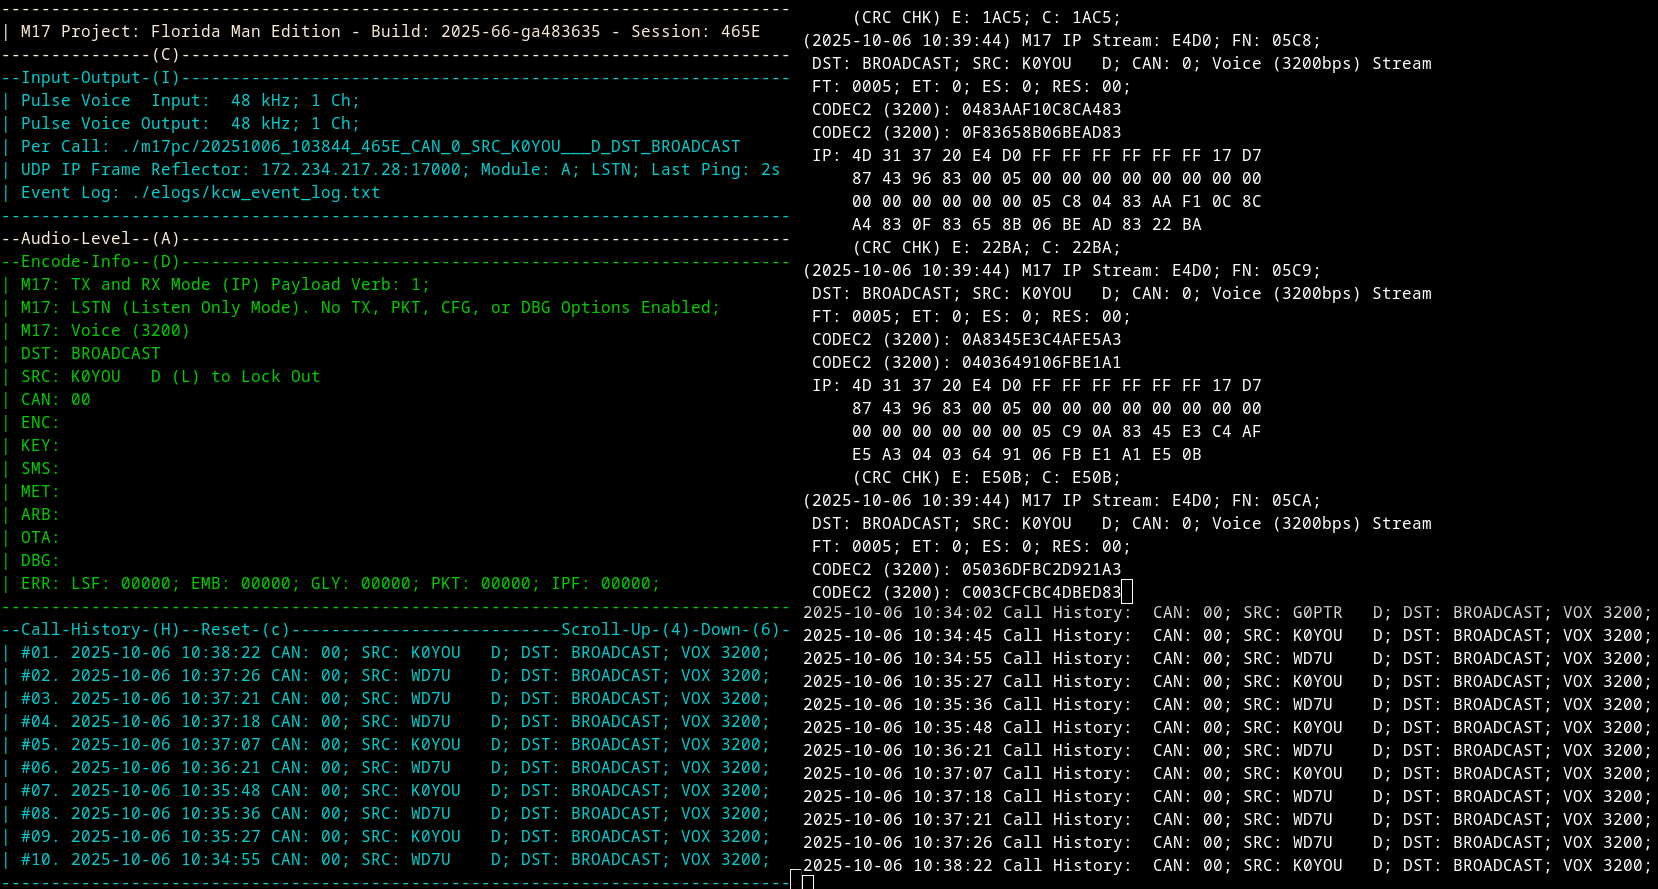 --------------------------------------------------------------------------------
| M17 Project: Florida Man Edition - Build: 2025-66-ga483635 - Session: 465E
---------------(C)--------------------------------------------------------------
--Input-Output-(I)--------------------------------------------------------------
| Pulse Voice  Input:  48 kHz; 1 Ch;
| Pulse Voice Output:  48 kHz; 1 Ch;
| Per Call: ./m17pc/20251006_103844_465E_CAN_0_SRC_K0YOU___D_DST_BROADCAST
| UDP IP Frame Reflector: 172.234.217.28:17000; Module: A; LSTN; Last Ping: 2s
| Event Log: ./elogs/kcw_event_log.txt
--------------------------------------------------------------------------------
--Audio-Level--(A)--------------------------------------------------------------
--Encode-Info--(D)--------------------------------------------------------------
| M17: TX and RX Mode (IP) Payload Verb: 1;
| M17: LSTN (Listen Only Mode). No TX, PKT, CFG, or DBG Options Enabled;
| M17: Voice (3200)
| DST: BROADCAST
| SRC: K0YOU   D (L) to Lock Out
| CAN: 00
| ENC:
| KEY:
| SMS:
| MET:
| ARB:
| OTA:
| DBG:
| ERR: LSF: 00000; EMB: 00000; GLY: 00000; PKT: 00000; IPF: 00000;
--------------------------------------------------------------------------------
--Call-History-(H)--Reset-(c)---------------------------Scroll-Up-(4)-Down-(6)-
| #01. 2025-10-06 10:38:22 CAN: 00; SRC: K0YOU   D; DST: BROADCAST; VOX 3200;
| #02. 2025-10-06 10:37:26 CAN: 00; SRC: WD7U    D; DST: BROADCAST; VOX 3200;
| #03. 2025-10-06 10:37:21 CAN: 00; SRC: WD7U    D; DST: BROADCAST; VOX 3200;
| #04. 2025-10-06 10:37:18 CAN: 00; SRC: WD7U    D; DST: BROADCAST; VOX 3200;
| #05. 2025-10-06 10:37:07 CAN: 00; SRC: K0YOU   D; DST: BROADCAST; VOX 3200;
| #06. 2025-10-06 10:36:21 CAN: 00; SRC: WD7U    D; DST: BROADCAST; VOX 3200;
| #07. 2025-10-06 10:35:48 CAN: 00; SRC: K0YOU   D; DST: BROADCAST; VOX 3200;
| #08. 2025-10-06 10:35:36 CAN: 00; SRC: WD7U    D; DST: BROADCAST; VOX 3200;
| #09. 2025-10-06 10:35:27 CAN: 00; SRC: K0YOU   D; DST: BROADCAST; VOX 3200;
| #10. 2025-10-06 10:34:55 CAN: 00; SRC: WD7U    D; DST: BROADCAST; VOX 3200;
--------------------------------------------------------------------------------
(CRC CHK) E: 1AC5; C: 1AC5;
(2025-10-06 10:39:44) M17 IP Stream: E4D0; FN: 05C8;
DST: BROADCAST; SRC: K0YOU   D; CAN: 0; Voice (3200bps) Stream
FT: 0005; ET: 0; ES: 0; RES: 00;
CODEC2 (3200): 0483AAF10C8CA483
CODEC2 (3200): 0F83658B06BEAD83
IP: 4D 31 37 20 E4 D0 FF FF FF FF FF FF 17 D7
87 43 96 83 00 05 00 00 00 00 00 00 00 00
00 00 00 00 00 00 05 C8 04 83 AA F1 0C 8C
A4 83 0F 83 65 8B 06 BE AD 83 22 BA
(CRC CHK) E: 22BA; C: 22BA;
(2025-10-06 10:39:44) M17 IP Stream: E4D0; FN: 05C9;
DST: BROADCAST; SRC: K0YOU   D; CAN: 0; Voice (3200bps) Stream
FT: 0005; ET: 0; ES: 0; RES: 00;
CODEC2 (3200): 0A8345E3C4AFE5A3
CODEC2 (3200): 0403649106FBE1A1
IP: 4D 31 37 20 E4 D0 FF FF FF FF FF FF 17 D7
87 43 96 83 00 05 00 00 00 00 00 00 00 00
00 00 00 00 00 00 05 C9 0A 83 45 E3 C4 AF
E5 A3 04 03 64 91 06 FB E1 A1 E5 0B
(CRC CHK) E: E50B; C: E50B;
(2025-10-06 10:39:44) M17 IP Stream: E4D0; FN: 05CA;
DST: BROADCAST; SRC: K0YOU   D; CAN: 0; Voice (3200bps) Stream
FT: 0005; ET: 0; ES: 0; RES: 00;
CODEC2 (3200): 05036DFBC2D921A3
CODEC2 (3200): C003CFCBC4DBED83
2025-10-06 10:34:02 Call History:  CAN: 00; SRC: G0PTR   D; DST: BROADCAST; VOX 3200;
2025-10-06 10:34:45 Call History:  CAN: 00; SRC: K0YOU   D; DST: BROADCAST; VOX 3200;
2025-10-06 10:34:55 Call History:  CAN: 00; SRC: WD7U    D; DST: BROADCAST; VOX 3200;
2025-10-06 10:35:27 Call History:  CAN: 00; SRC: K0YOU   D; DST: BROADCAST; VOX 3200;
2025-10-06 10:35:36 Call History:  CAN: 00; SRC: WD7U    D; DST: BROADCAST; VOX 3200;
2025-10-06 10:35:48 Call History:  CAN: 00; SRC: K0YOU   D; DST: BROADCAST; VOX 3200;
2025-10-06 10:36:21 Call History:  CAN: 00; SRC: WD7U    D; DST: BROADCAST; VOX 3200;
2025-10-06 10:37:07 Call History:  CAN: 00; SRC: K0YOU   D; DST: BROADCAST; VOX 3200;
2025-10-06 10:37:18 Call History:  CAN: 00; SRC: WD7U    D; DST: BROADCAST; VOX 3200;
2025-10-06 10:37:21 Call History:  CAN: 00; SRC: WD7U    D; DST: BROADCAST; VOX 3200;
2025-10-06 10:37:26 Call History:  CAN: 00; SRC: WD7U    D; DST: BROADCAST; VOX 3200;
2025-10-06 10:38:22 Call History:  CAN: 00; SRC: K0YOU   D; DST: BROADCAST; VOX 3200;